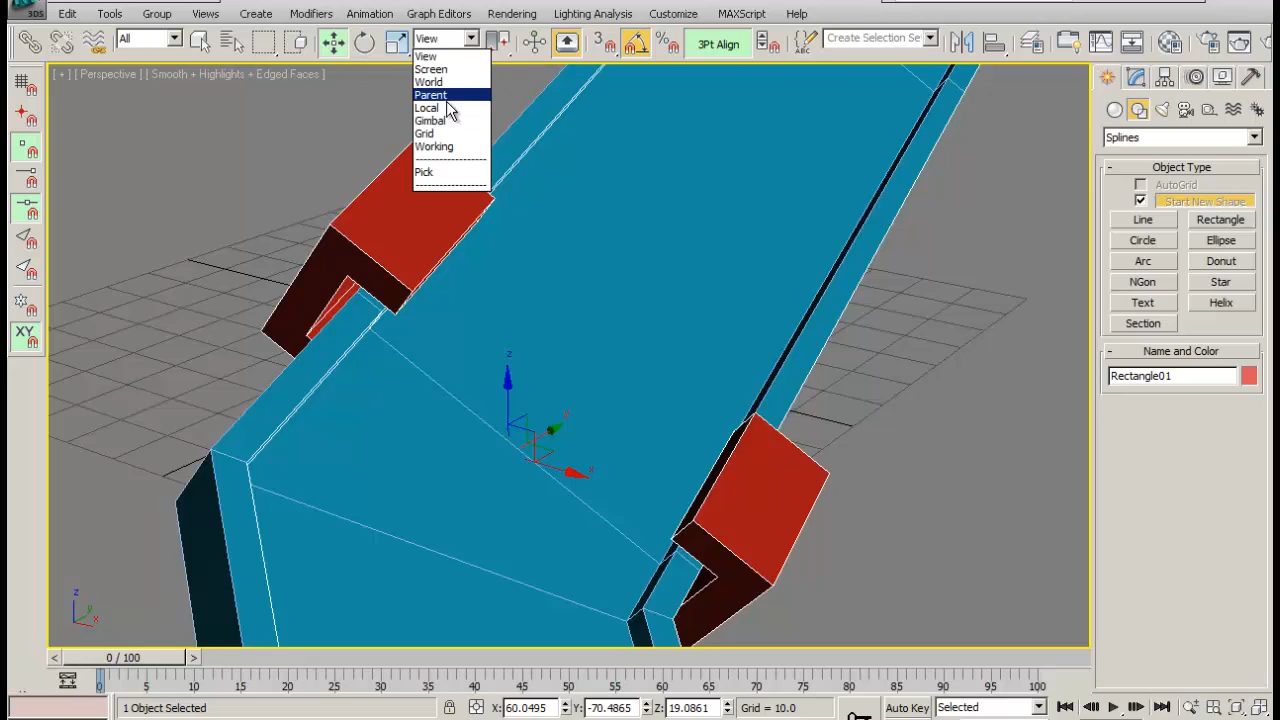 3DS
Edit Tools Group Views Create Modifiers Animation Graph Editors Rendering Lighting Analysis Customize MAXScript Help
All View 3 % 3Pt Align Create Selection Se
View
Screen
World
Parent
Local
Gimbal
Grid
Working
Pick
[ + ] [ Perspective ] [ Smooth + Highlights + Edged Faces ]
XY
z
x
z
y
x
Splines
- Object Type
AutoGrid
Start New Shape
Line Rectangle
Circle Ellipse
Arc Donut
NGon Star
Text Helix
Section
- Name and Color
Rectangle01
< 0 / 100 >
0 5 10 15 20 25 30 35 40 45 50 55 60 65 70 75 80 85 90 95 100
1 Object Selected X: 60.0495 Y: -70.4865 Z: 19.0861 Grid = 10.0 Auto Key Selected